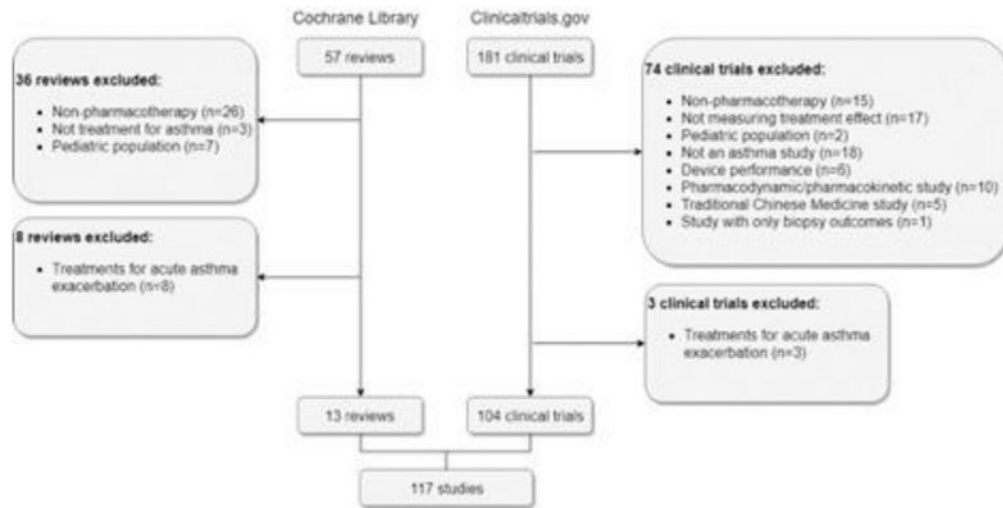 Cochrane Library
Clinicaltrials.gov
57 reviews
181 clinical trials
36 reviews excluded:
• Non-pharmacotherapy (n=26)
• Not treatment for asthma (n=3)
• Pediatric population (n=7)
74 clinical trials excluded:
• Non-pharmacotherapy (n=15)
• Not measuring treatment effect (n=17)
• Pediatric population (n=2)
• Not an asthma study (n=18)
• Device performance (n=6)
• Pharmacodynamic/pharmacokinetic study (n=10)
• Traditional Chinese Medicine study (n=5)
• Study with only biopsy outcomes (n=1)
8 reviews excluded:
• Treatments for acute asthma
exacerbation (n=8)
3 clinical trials excluded:
• Treatments for acute asthma
exacerbation (n=3)
13 reviews
104 clinical trials
117 studies